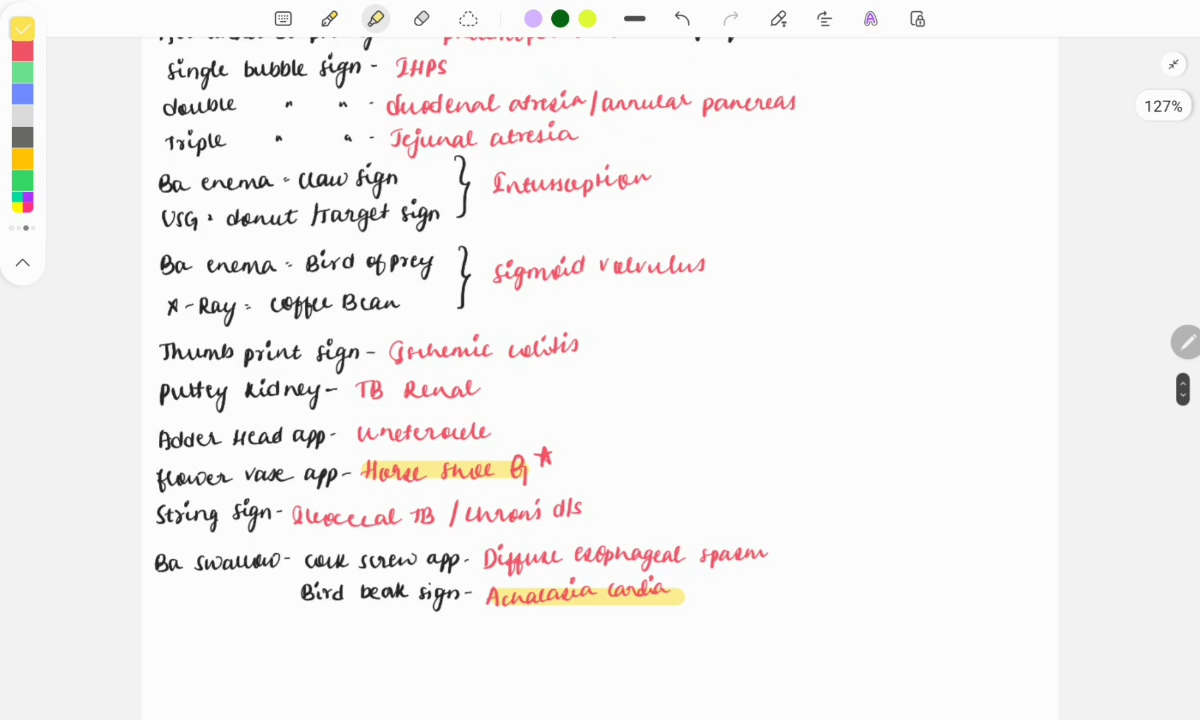 127%
Single bubble sign - IHPS
double " " - duodenal atresia/annular pancreas
Triple " " - Jejunal atresia
Ba enema - Claw sign } Intussuption
USG - donut /target sign
Ba enema - Bird of prey } Sigmoid valvulus
X-Ray - coffee Bean
Thumb print sign - Ischemic colitis
Puttey kidney - TB Renal
Adder Head app - Ureterocele
flower vase app - Horse shoe ★
String sign - Ileocecal TB / Chron's d/s
Ba swallow - cork screw app - Diffuse esophageal spasm
Bird beak sign - Achalasia cardia